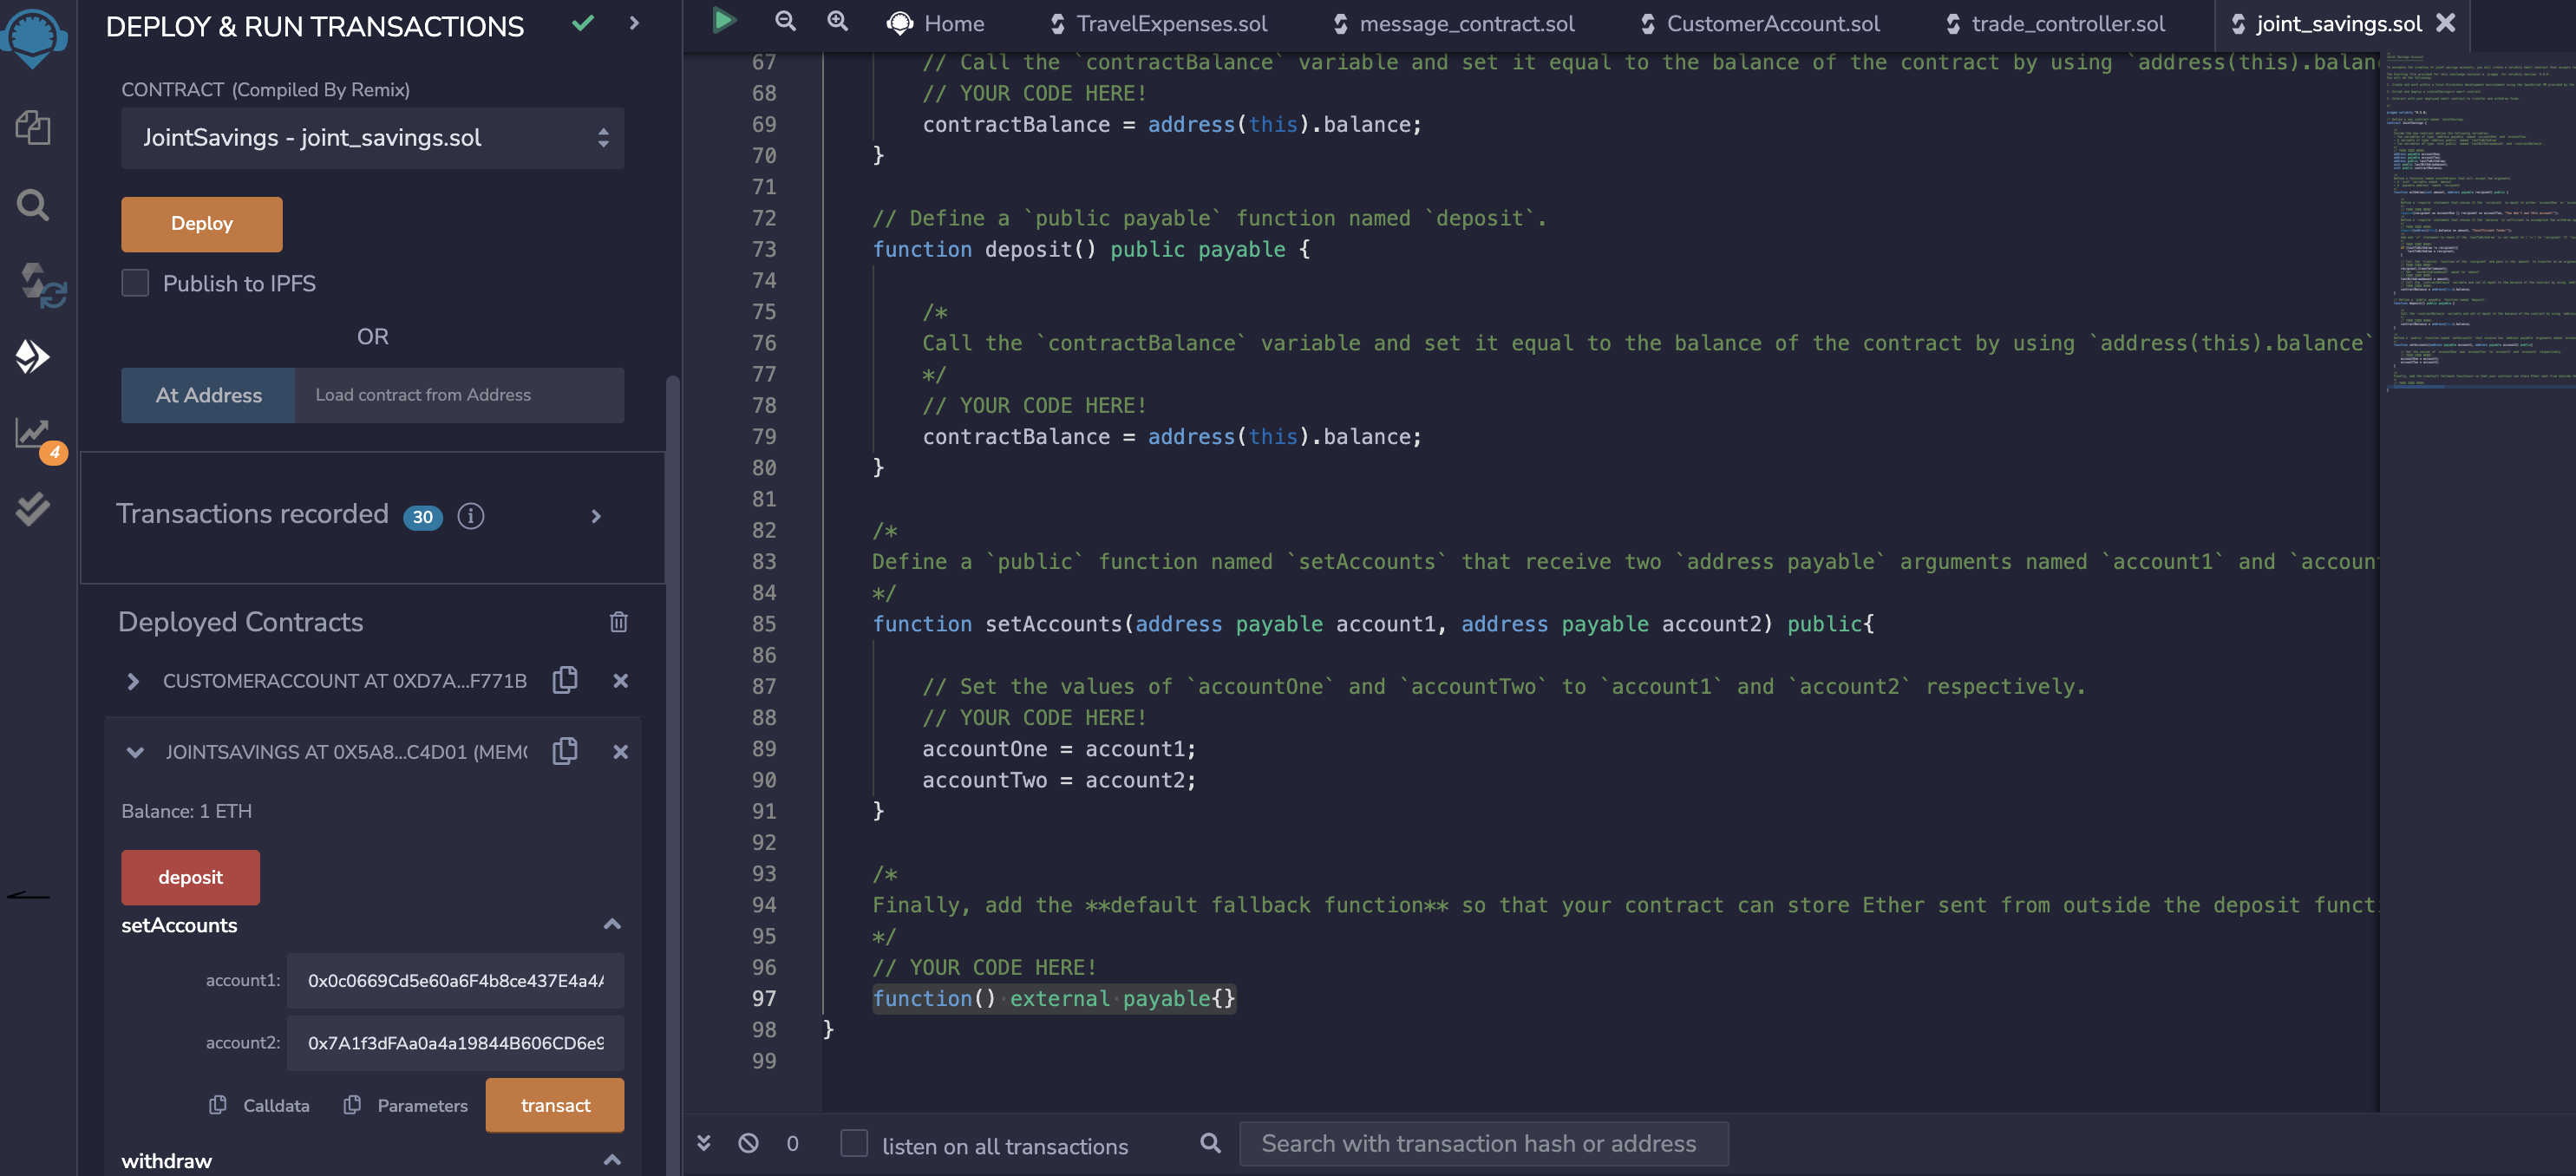 DEPLOY & RUN TRANSACTIONS
CONTRACT (Compiled By Remix)
JointSavings - joint_savings.sol
Deploy
Publish to IPFS
OR
At Address
Load contract from Address
4
Transactions recorded 30 i
Deployed Contracts
CUSTOMERACCOUNT AT 0XD7A...F771B
JOINTSAVINGS AT 0X5A8...C4D01 (MEMO
Balance: 1 ETH
deposit
setAccounts
account1: 0x0c0669Cd5e60a6F4b8ce437E4a4A
account2: 0x7A1f3dFAa0a4a19844B606CD6e9
Calldata Parameters transact
withdraw
Home TravelExpenses.sol message_contract.sol CustomerAccount.sol trade_controller.sol joint_savings.sol
67 // Call the `contractBalance` variable and set it equal to the balance of the contract by using `address(this).balan
68 // YOUR CODE HERE!
69 contractBalance = address(this).balance;
70 }
71
72 // Define a `public payable` function named `deposit`.
73 function deposit() public payable {
74
75 /*
76 Call the `contractBalance` variable and set it equal to the balance of the contract by using `address(this).balance`
77 */
78 // YOUR CODE HERE!
79 contractBalance = address(this).balance;
80 }
81
82 /*
83 Define a `public` function named `setAccounts` that receive two `address payable` arguments named `account1` and `accoun
84 */
85 function setAccounts(address payable account1, address payable account2) public{
86
87 // Set the values of `accountOne` and `accountTwo` to `account1` and `account2` respectively.
88 // YOUR CODE HERE!
89 accountOne = account1;
90 accountTwo = account2;
91 }
92
93 /*
94 Finally, add the **default fallback function** so that your contract can store Ether sent from outside the deposit functi
95 */
96 // YOUR CODE HERE!
97 function() external payable{}
98 }
99
0 listen on all transactions Search with transaction hash or address